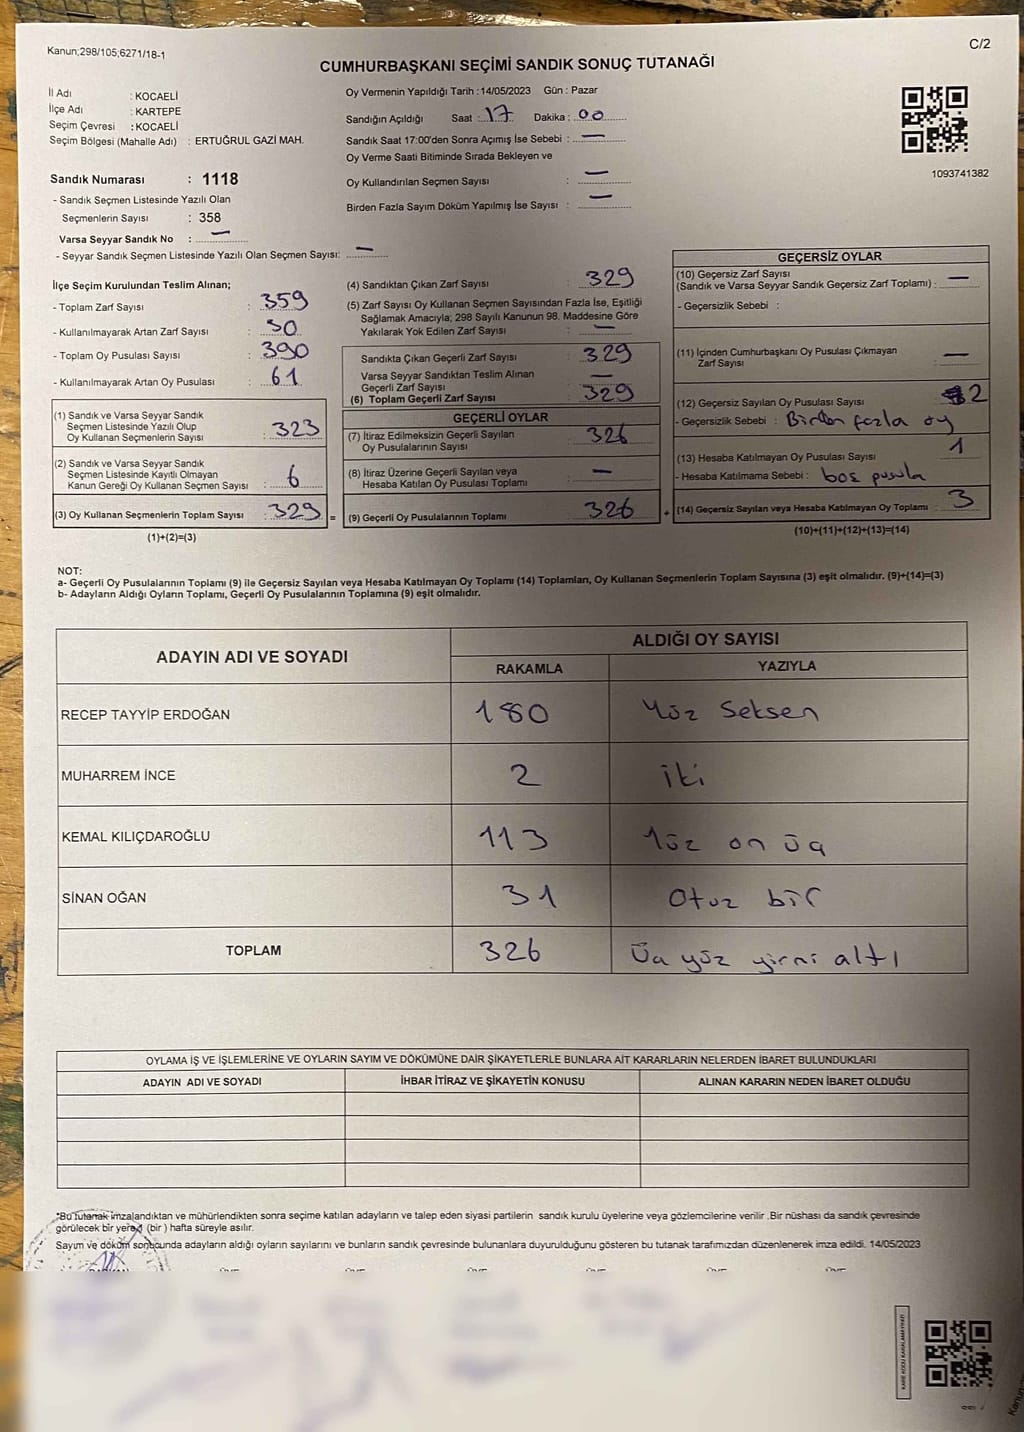 Kanun;298/105;6271/18-1
C/2
CUMHURBAŞKANI SEÇİMİ SANDIK SONUÇ TUTANAĞI
İl Adı : KOCAELİ
İlçe Adı : KARTEPE
Seçim Çevresi : KOCAELİ
Seçim Bölgesi (Mahalle Adı) : ERTUĞRUL GAZİ MAH.
Sandık Numarası : 1118
- Sandık Seçmen Listesinde Yazılı Olan
Seçmenlerin Sayısı : 358
Varsa Seyyar Sandık No : —
- Seyyar Sandık Seçmen Listesinde Yazılı Olan Seçmen Sayısı: —
Oy Vermenin Yapıldığı Tarih :14/05/2023 Gün : Pazar
Sandığın Açıldığı Saat : 17 Dakika : 00
Sandık Saat 17:00'den Sonra Açımış İse Sebebi : —
Oy Verme Saati Bitiminde Sırada Bekleyen ve
Oy Kullandırılan Seçmen Sayısı : —
Birden Fazla Sayım Döküm Yapılmış İse Sayısı : —
1093741382
İlçe Seçim Kurulundan Teslim Alınan;
- Toplam Zarf Sayısı : 359
- Kullanılmayarak Artan Zarf Sayısı : 30
- Toplam Oy Pusulası Sayısı : 390
- Kullanılmayarak Artan Oy Pusulası : 61
(1) Sandık ve Varsa Seyyar Sandık
Seçmen Listesinde Yazılı Olup
Oy Kullanan Seçmenlerin Sayısı : 323
(2) Sandık ve Varsa Seyyar Sandık
Seçmen Listesinde Kayıtlı Olmayan
Kanun Gereği Oy Kullanan Seçmen Sayısı : 6
(3) Oy Kullanan Seçmenlerin Toplam Sayısı : 329 =
(1)+(2)=(3)
(4) Sandıktan Çıkan Zarf Sayısı : 329
(5) Zarf Sayısı Oy Kullanan Seçmen Sayısından Fazla İse, Eşitliği
Sağlamak Amacıyla; 298 Sayılı Kanunun 98. Maddesine Göre
Yakılarak Yok Edilen Zarf Sayısı : —
Sandıkta Çıkan Geçerli Zarf Sayısı : 329
Varsa Seyyar Sandıktan Teslim Alınan
Geçerli Zarf Sayısı : —
(6) Toplam Geçerli Zarf Sayısı : 329
GEÇERLİ OYLAR
(7) İtiraz Edilmeksizin Geçerli Sayılan
Oy Pusulalarının Sayısı : 326
(8) İtiraz Üzerine Geçerli Sayılan veya
Hesaba Katılan Oy Pusulası Toplamı : —
(9) Geçerli Oy Pusulalarının Toplamı : 326 +
GEÇERSİZ OYLAR
(10) Geçersiz Zarf Sayısı
(Sandık ve Varsa Seyyar Sandık Geçersiz Zarf Toplamı) : —
- Geçersizlik Sebebi :
(11) İçinden Cumhurbaşkanı Oy Pusulası Çıkmayan
Zarf Sayısı : —
(12) Geçersiz Sayılan Oy Pusulası Sayısı : 2
- Geçersizlik Sebebi : Birden fazla oy
(13) Hesaba Katılmayan Oy Pusulası Sayısı 1
- Hesaba Katılmama Sebebi : boş pusula
(14) Geçersiz Sayılan veya Hesaba Katılmayan Oy Toplamı : 3
(10)+(11)+(12)+(13)=(14)
NOT:
a- Geçerli Oy Pusulalarının Toplamı (9) ile Geçersiz Sayılan veya Hesaba Katılmayan Oy Toplamı (14) Toplamları, Oy Kullanan Seçmenlerin Toplam Sayısına (3) eşit olmalıdır. (9)+(14)=(3)
b- Adayların Aldığı Oyların Toplamı, Geçerli Oy Pusulalarının Toplamına (9) eşit olmalıdır.
ADAYIN ADI VE SOYADI ALDIĞI OY SAYISI
RAKAMLA YAZIYLA
RECEP TAYYİP ERDOĞAN 180 Yüz Seksen
MUHARREM İNCE 2 iki
KEMAL KILIÇDAROĞLU 113 Yüz on üç
SİNAN OĞAN 31 Otuz bir
TOPLAM 326 Üç yüz yirmi altı
OYLAMA İŞ VE İŞLEMLERİNE VE OYLARIN SAYIM VE DÖKÜMÜNE DAİR ŞİKAYETLERLE BUNLARA AİT KARARLARIN NELERDEN İBARET BULUNDUKLARI
ADAYIN ADI VE SOYADI İHBAR İTİRAZ VE ŞİKAYETİN KONUSU ALINAN KARARIN NEDEN İBARET OLDUĞU
*Bu tutanak imzalandıktan ve mühürlendikten sonra seçime katılan adayların ve talep eden siyasi partilerin sandık kurulu üyelerine veya gözlemcilerine verilir .Bir nüshası da sandık çevresinde
görülecek bir yere 1 (bir ) hafta süreyle asılır.
Sayım ve döküm sonucunda adayların aldığı oyların sayılarını ve bunların sandık çevresinde bulunanlara duyurulduğunu gösteren bu tutanak tarafımızdan düzenlenerek imza edildi. 14/05/2023